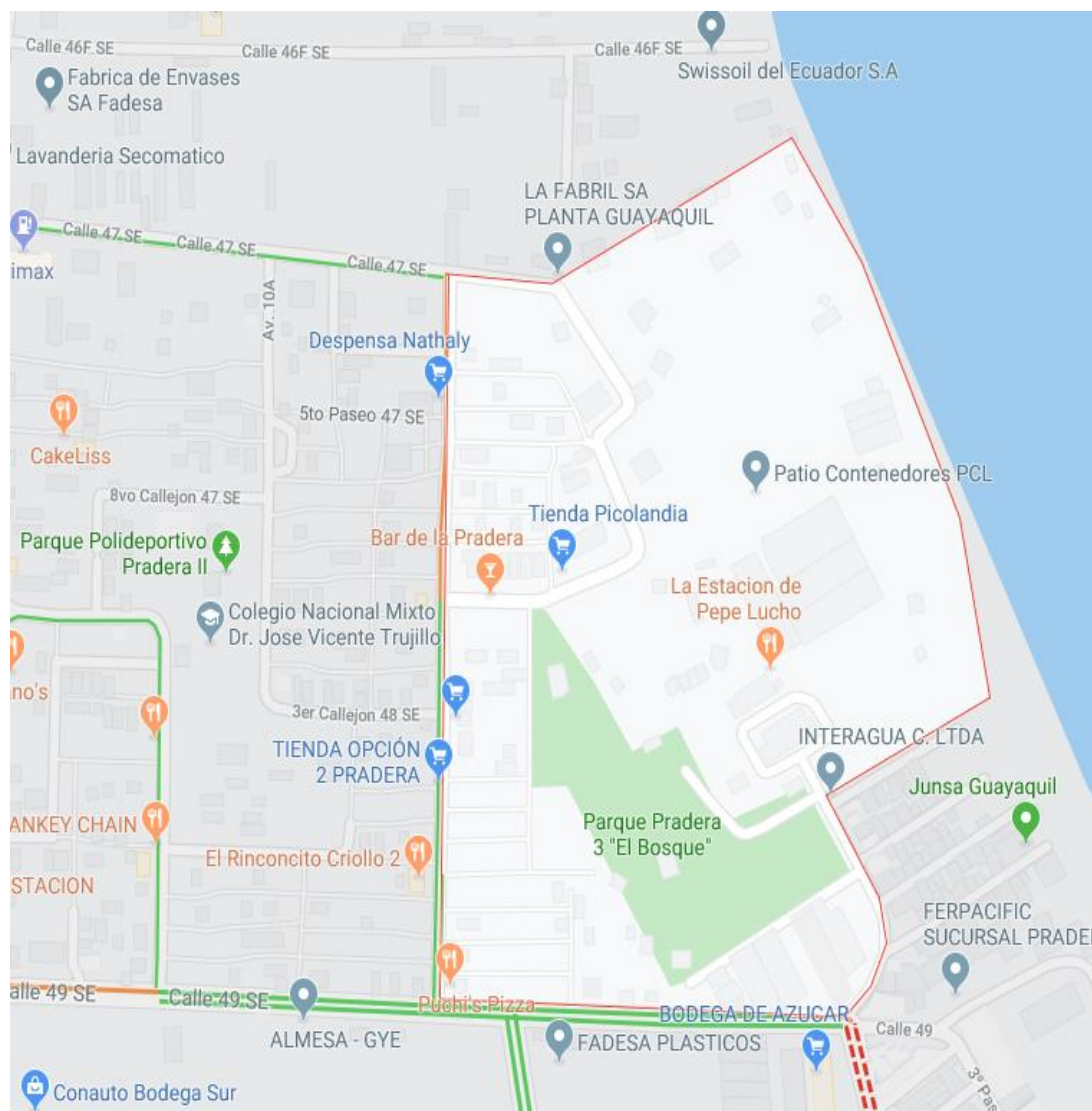 Calle 46F SE
Calle 46F SE
Calle 46F SE
Swissoil del Ecuador S.A
Fabrica de Envases
SA Fadesa
Lavanderia Secomatico
LA FABRIL SA
PLANTA GUAYAQUIL
Calle 47 SE
Calle 47 SE
Calle 47 SE
imax
Av. 10A
Despensa Nathaly
5to Paseo 47 SE
CakeLiss
8vo Callejon 47 SE
Patio Contenedores PCL
Tienda Picolandia
Bar de la Pradera
Parque Polideportivo
Pradera II
La Estacion de
Pepe Lucho
Colegio Nacional Mixto
Dr. Jose Vicente Trujillo
ano's
3er Callejon 48 SE
INTERAGUA C. LTDA
TIENDA OPCIÓN
2 PRADERA
Junsa Guayaquil
ANKEY CHAIN
Parque Pradera
3 "El Bosque"
El Rinconcito Criollo 2
STACION
FERPACIFIC
SUCURSAL PRADE
alle 49 SE
Calle 49 SE
Puchi's Pizza
BODEGA DE AZUCAR
Calle 49
ALMESA - GYE
FADESA PLASTICOS
3° Pas
Conauto Bodega Sur